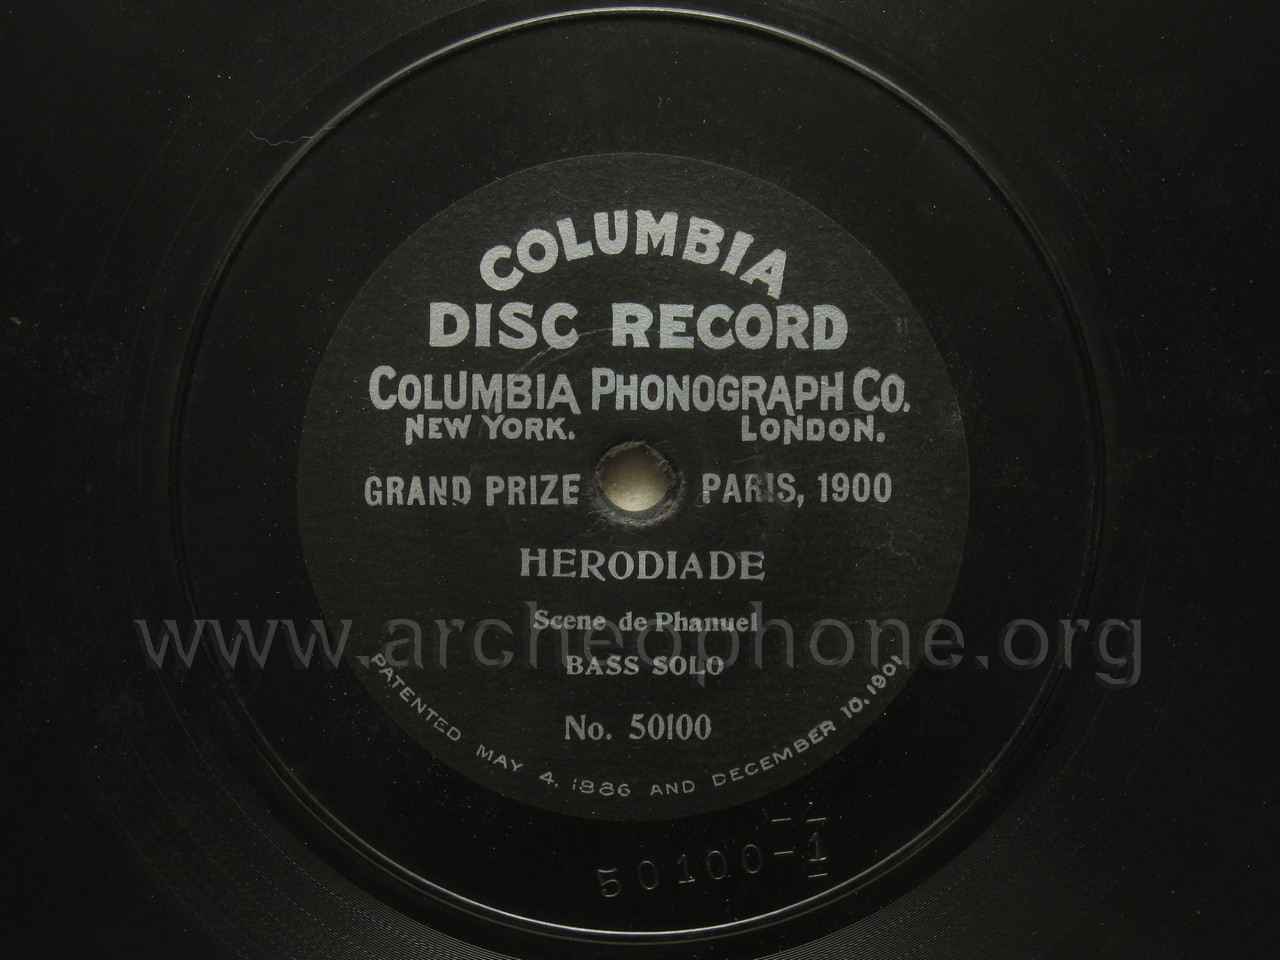 COLUMBIA
DISC RECORD
COLUMBIA PHONOGRAPH CO.
NEW YORK. LONDON.
GRAND PRIZE PARIS, 1900
HERODIADE
Scene de Phanuel
www.archeophone.org
BASS SOLO
No. 50100
PATENTED MAY 4, 1886 AND DECEMBER 10, 1901
50100-1